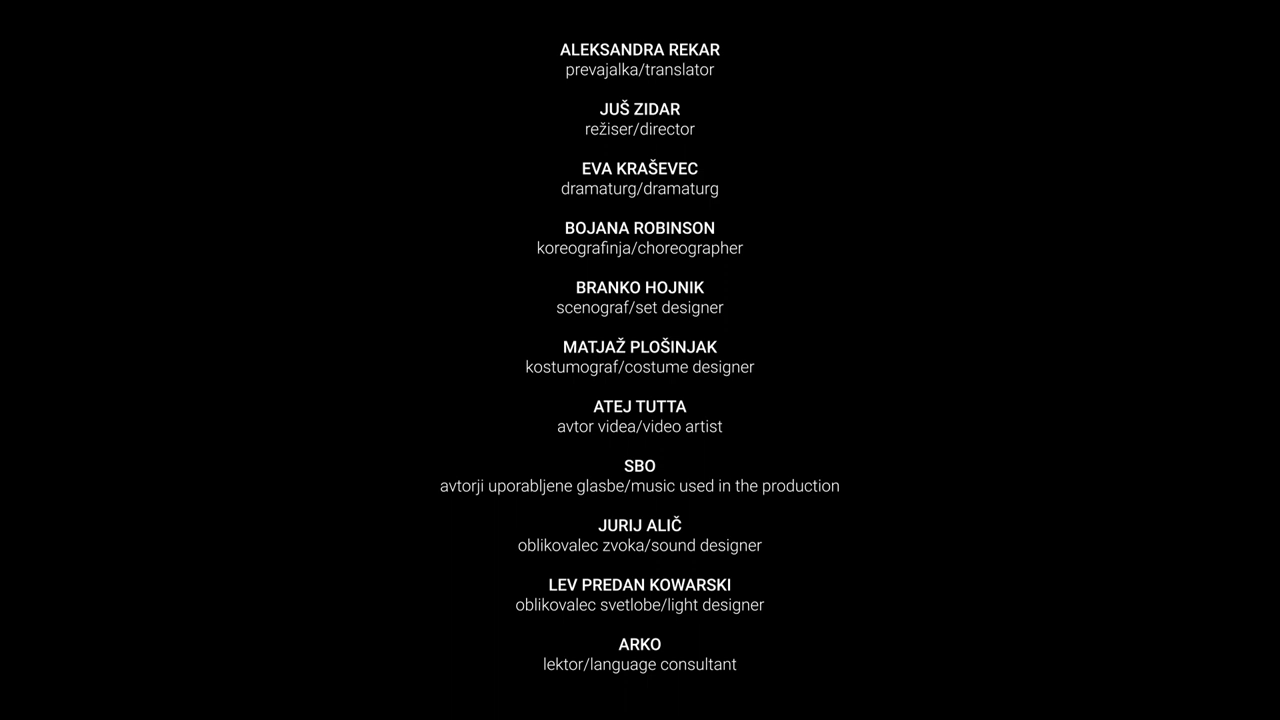 ALEKSANDRA REKAR
prevajalka/translator
JUŠ ZIDAR
režiser/director
EVA KRAŠEVEC
dramaturg/dramaturg
BOJANA ROBINSON
koreografinja/choreographer
BRANKO HOJNIK
scenograf/set designer
MATJAŽ PLOŠINJAK
kostumograf/costume designer
ATEJ TUTTA
avtor videa/video artist
SBO
avtorji uporabljene glasbe/music used in the production
JURIJ ALIČ
oblikovalec zvoka/sound designer
LEV PREDAN KOWARSKI
oblikovalec svetlobe/light designer
ARKO
lektor/language consultant